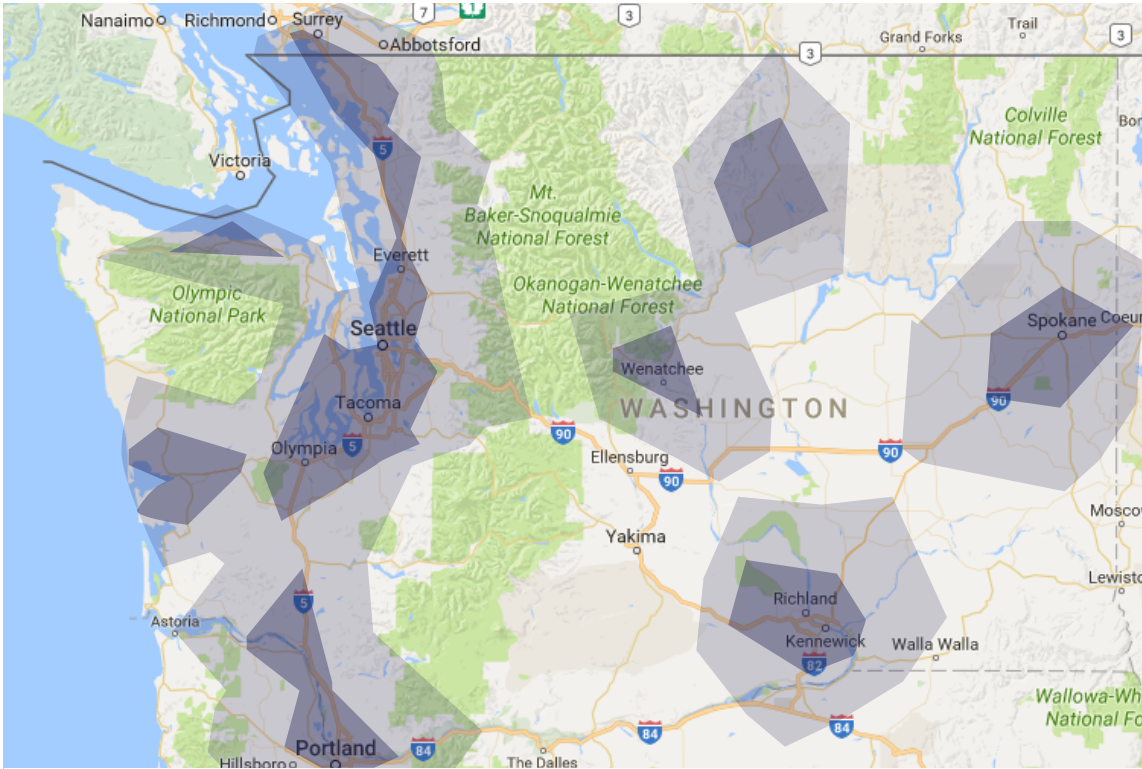 Nanaimo
Richmond
Surrey
7
1
3
Trail
Grand Forks
3
3
Abbotsford
Colville
National Forest
Bon
5
Victoria
Mt.
Baker-Snoqualmie
National Forest
Everett
Okanogan-Wenatchee
National Forest
Olympic
National Park
Seattle
Spokane
Coeur
Wenatchee
WASHINGTON
90
Tacoma
5
90
90
Olympia
Ellensburg
90
Moscow
Yakima
Lewiston
5
Richland
Astoria
Kennewick
Walla Walla
82
Wallowa-Wh
National Fo
84
84
84
Portland
Hillsboro
The Dalles